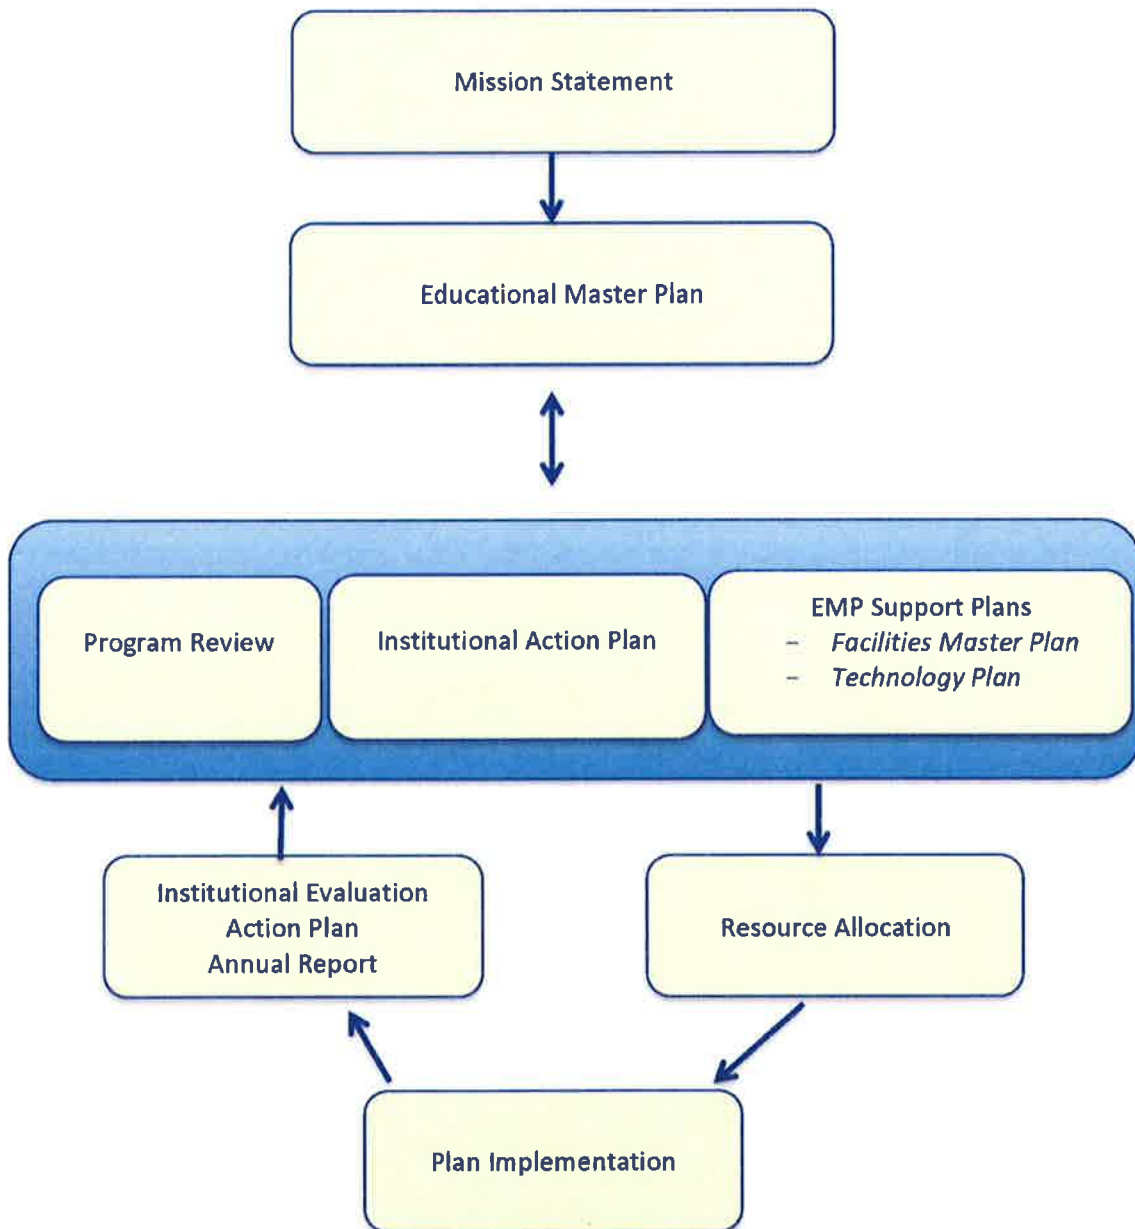 Mission Statement
Educational Master Plan
Program Review
Institutional Action Plan
EMP Support Plans
– Facilities Master Plan
– Technology Plan
Institutional Evaluation
Action Plan
Annual Report
Resource Allocation
Plan Implementation